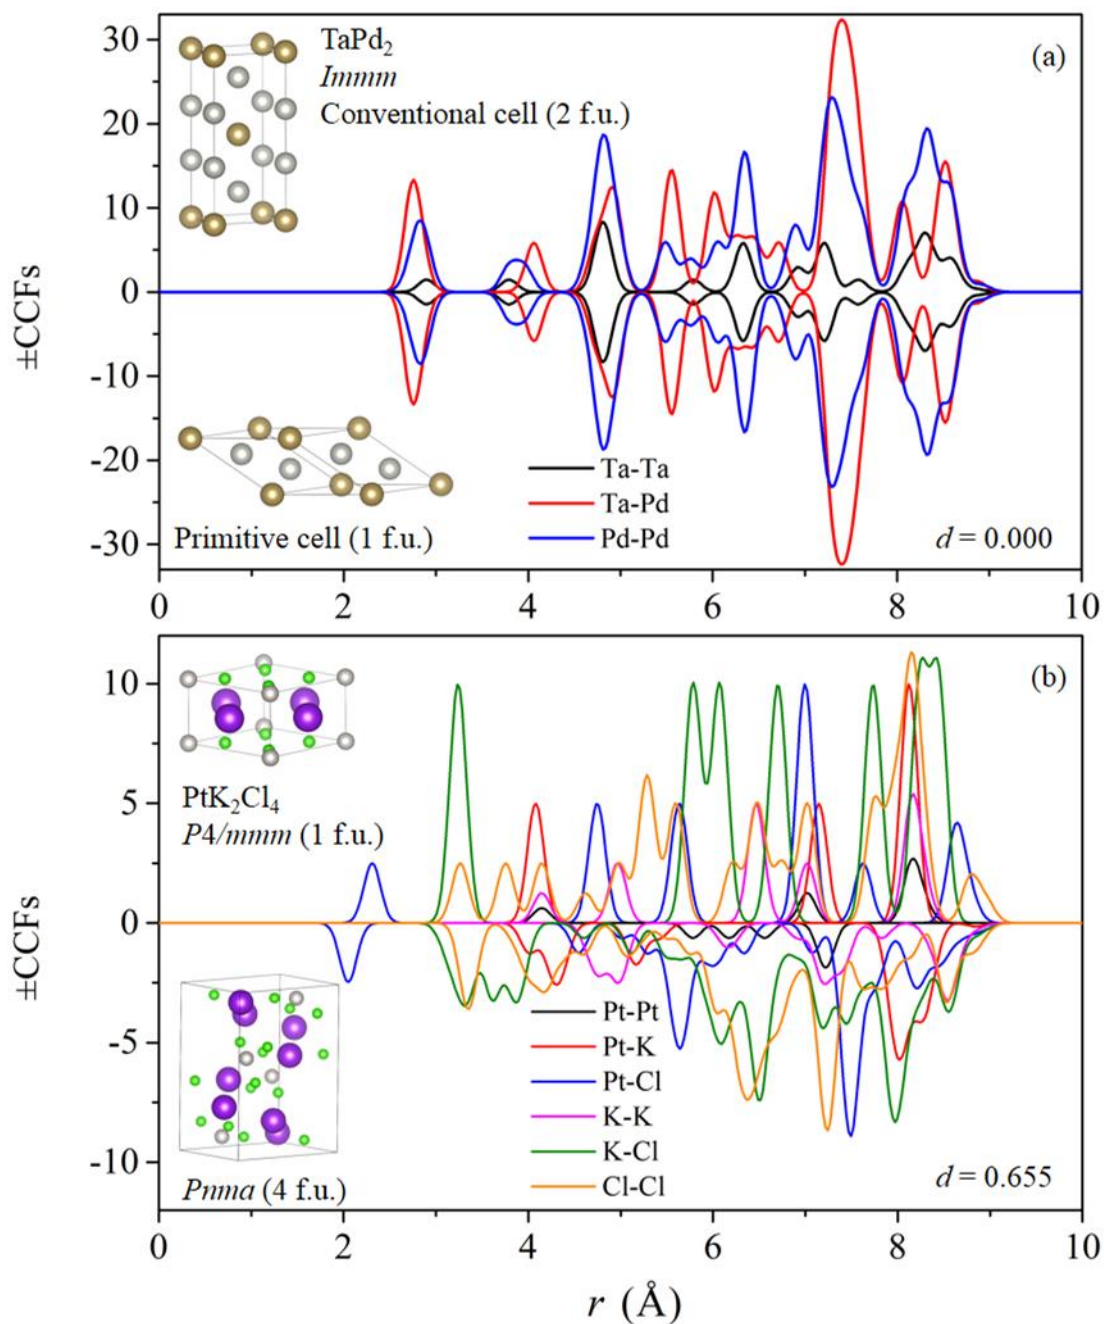 TaPd₂
Immm
Conventional cell (2 f.u.)
(a)
30
20
10
0
-10
-20
-30
±CCFs
Ta-Ta
Ta-Pd
Pd-Pd
Primitive cell (1 f.u.)
d = 0.000
0 2 4 6 8 10
(b)
10
5
0
-5
-10
±CCFs
PtK₂Cl₄
P4/mmm (1 f.u.)
Pt-Pt
Pt-K
Pt-Cl
K-K
K-Cl
Cl-Cl
Pnma (4 f.u.)
d = 0.655
0 2 4 6 8 10
r (Å)